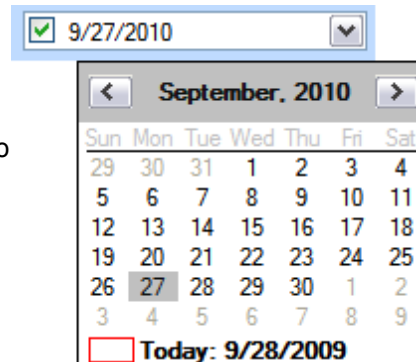 9/27/2010
September, 2010
Sun Mon Tue Wed Thu Fri Sat
29 30 31 1 2 3 4
o
5 6 7 8 9 10 11
12 13 14 15 16 17 18
19 20 21 22 23 24 25
26 27 28 29 30 1 2
3 4 5 6 7 8 9
Today: 9/28/2009